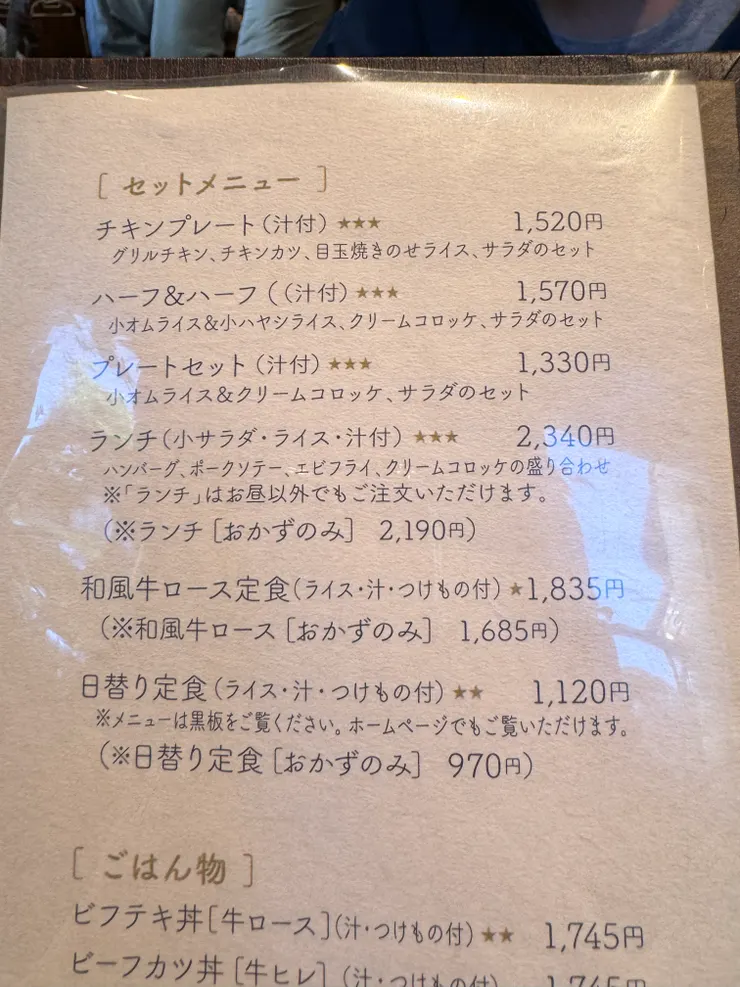 [ セットメニュー ]
チキンプレート(汁付) ★★★ 1,520円
グリルチキン、チキンカツ、目玉焼きのせライス、サラダのセット
ハーフ&ハーフ ((汁付) ★★★ 1,570円
小オムライス&小ハヤシライス、クリームコロッケ、サラダのセット
プレートセット(汁付) ★★★ 1,330円
小オムライス&クリームコロッケ、サラダのセット
ランチ(小サラダ・ライス・汁付) ★★★ 2,340円
ハンバーグ、ポークソテー、エビフライ、クリームコロッケの盛り合わせ
※「ランチ」はお昼以外でもご注文いただけます。
(※ランチ [おかずのみ] 2,190円)
和風牛ロース定食(ライス・汁・つけもの付) ★ 1,835円
(※和風牛ロース [おかずのみ] 1,685円)
日替り定食(ライス・汁・つけもの付) ★★ 1,120円
※メニューは黒板をご覧ください。ホームページでもご覧いただけます。
(※日替り定食 [おかずのみ] 970円)
[ ごはん物 ]
ビフテキ丼[牛ロース](汁・つけもの付) ★★ 1,745円
ビーフカツ丼 [牛ヒレ] (汁・つけもの付) 1,745円